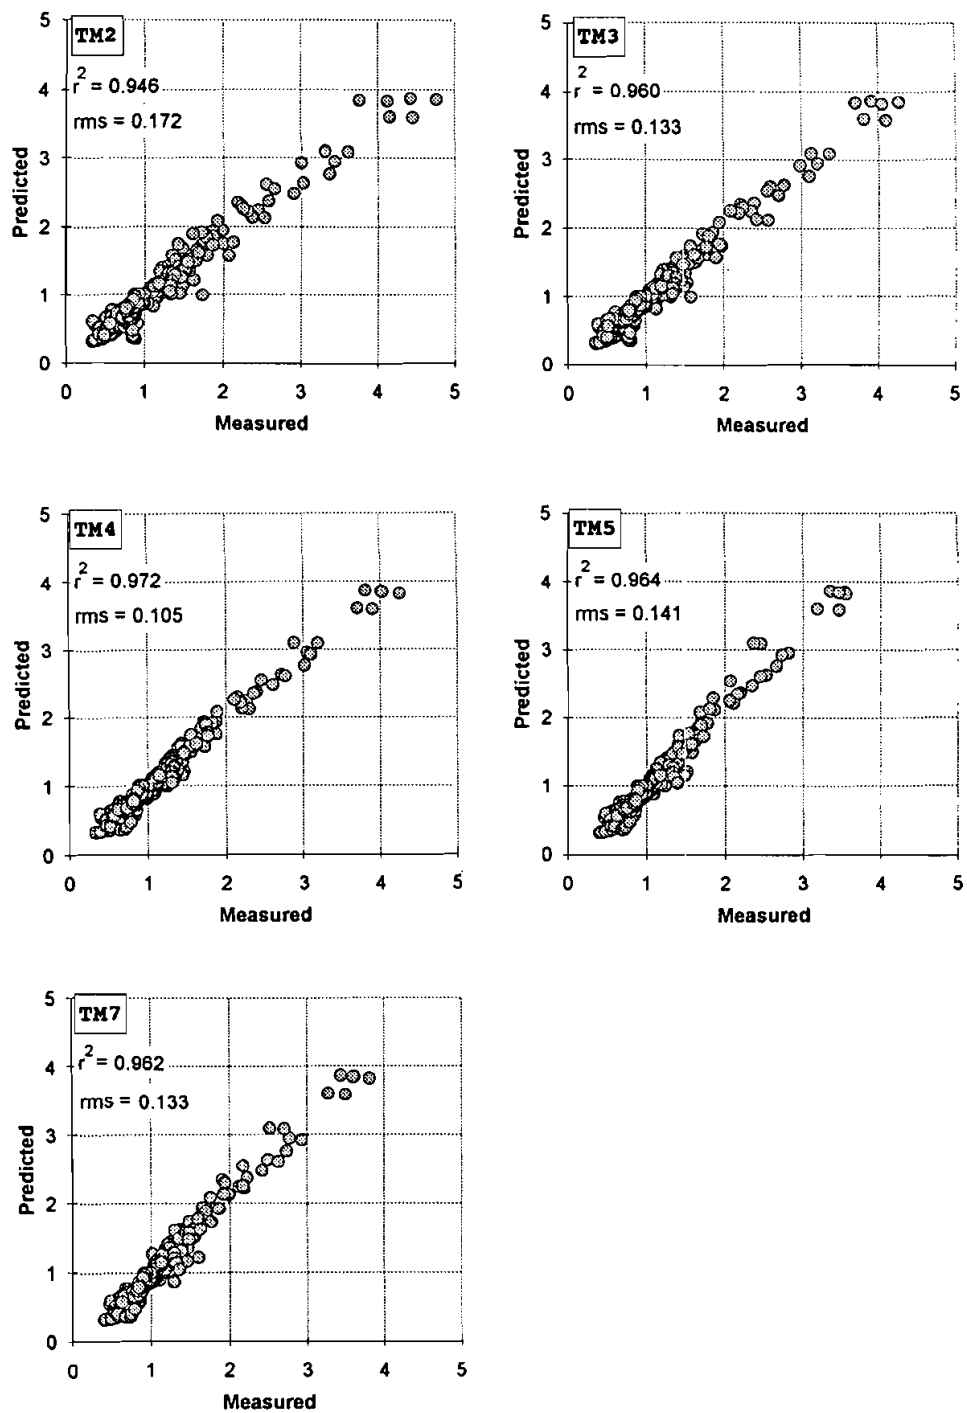 TM2
r2 = 0.946
rms = 0.172
5
4
3
2
1
0
Predicted
0 1 2 3 4 5
Measured
TM3
r2 = 0.960
rms = 0.133
5
4
3
2
1
0
Predicted
0 1 2 3 4 5
Measured
TM4
r2 = 0.972
rms = 0.105
5
4
3
2
1
0
Predicted
0 1 2 3 4 5
Measured
TM5
r2 = 0.964
rms = 0.141
5
4
3
2
1
0
Predicted
0 1 2 3 4 5
Measured
TM7
r2 = 0.962
rms = 0.133
5
4
3
2
1
0
Predicted
0 1 2 3 4 5
Measured